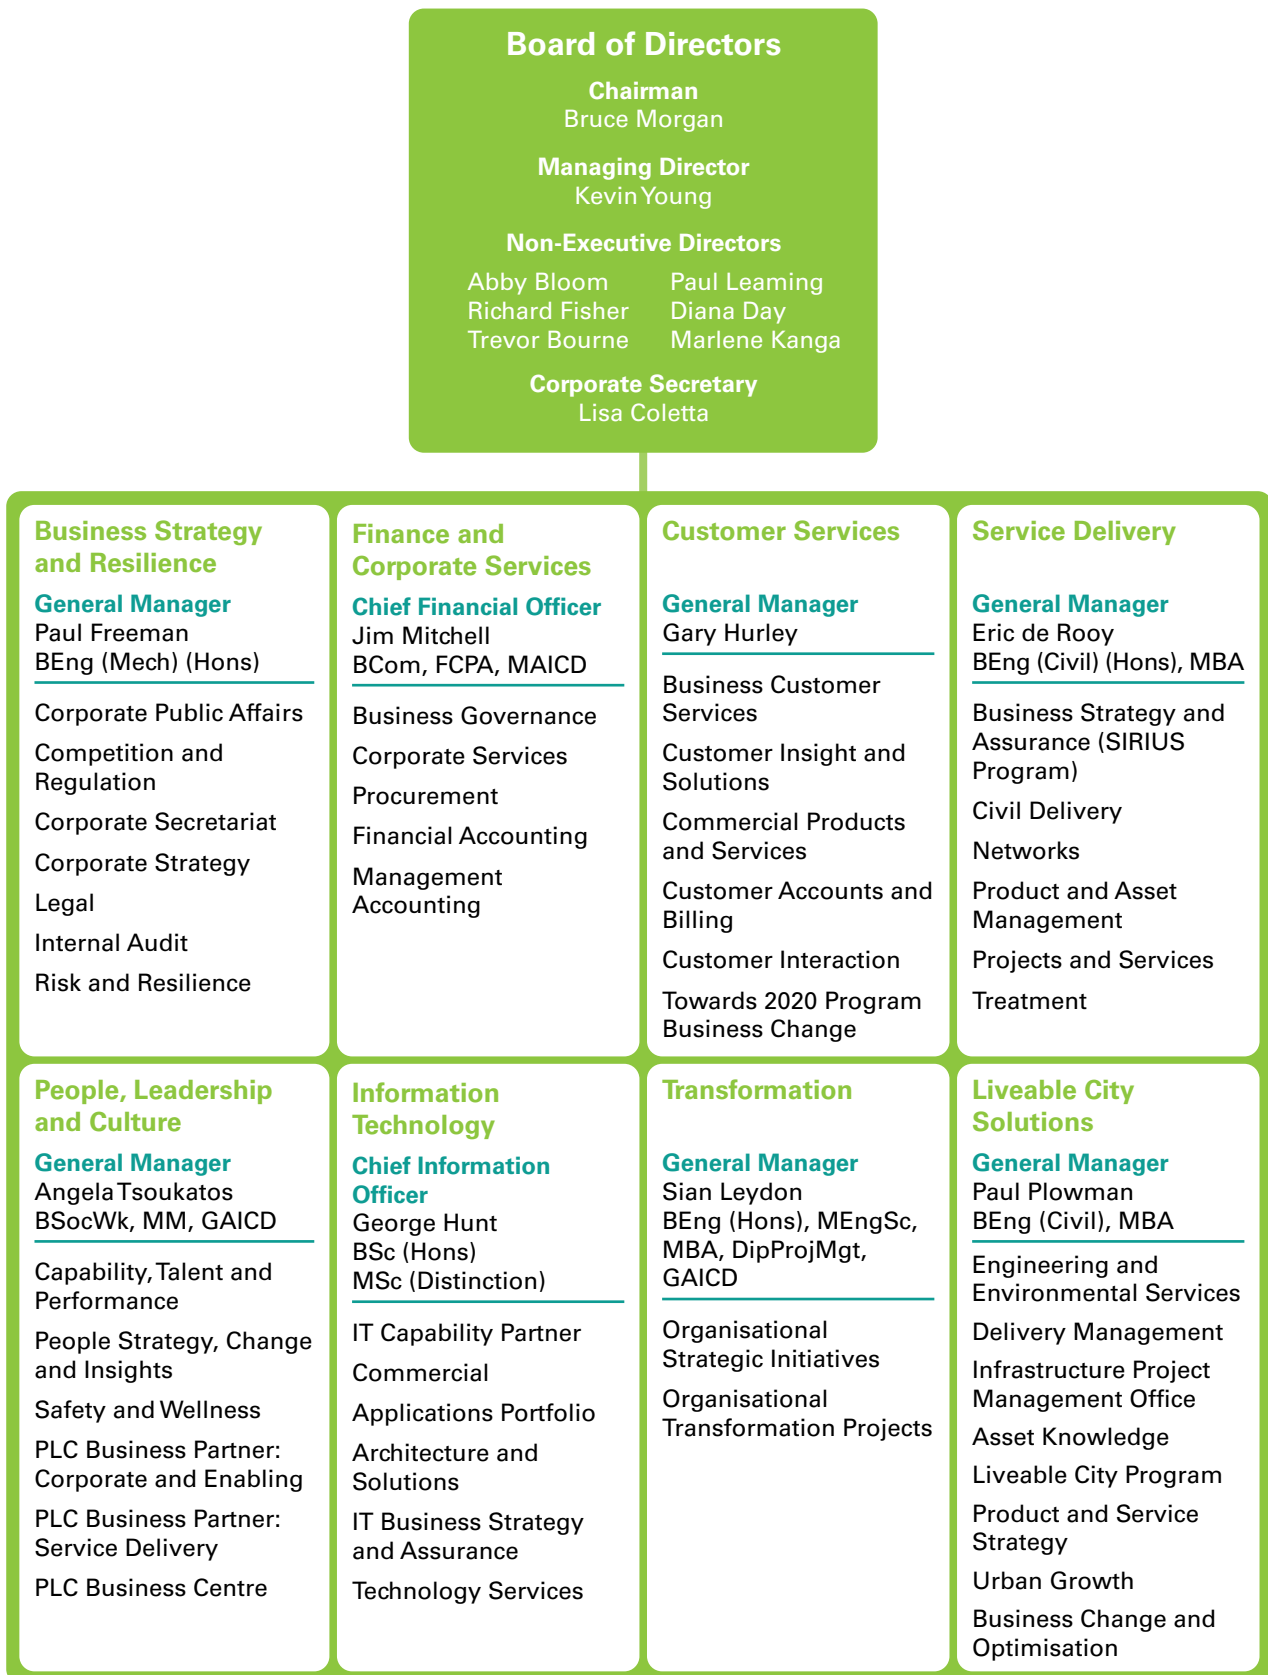 Board of Directors
Chairman
Bruce Morgan
Managing Director
Kevin Young
Non-Executive Directors
Abby Bloom
Richard Fisher
Trevor Bourne
Paul Leaming
Diana Day
Marlene Kanga
Corporate Secretary
Lisa Coletta
Business Strategy
and Resilience
General Manager
Paul Freeman
BEng (Mech) (Hons)
Corporate Public Affairs
Competition and
Regulation
Corporate Secretariat
Corporate Strategy
Legal
Internal Audit
Risk and Resilience
Finance and
Corporate Services
Chief Financial Officer
Jim Mitchell
BCom, FCPA, MAICD
Business Governance
Corporate Services
Procurement
Financial Accounting
Management
Accounting
Customer Services
General Manager
Gary Hurley
Business Customer
Services
Customer Insight and
Solutions
Commercial Products
and Services
Customer Accounts and
Billing
Customer Interaction
Towards 2020 Program
Business Change
Service Delivery
General Manager
Eric de Rooy
BEng (Civil) (Hons), MBA
Business Strategy and
Assurance (SIRIUS
Program)
Civil Delivery
Networks
Product and Asset
Management
Projects and Services
Treatment
People, Leadership
and Culture
General Manager
Angela Tsoukatos
BSocWk, MM, GAICD
Capability, Talent and
Performance
People Strategy, Change
and Insights
Safety and Wellness
PLC Business Partner:
Corporate and Enabling
PLC Business Partner:
Service Delivery
PLC Business Centre
Information
Technology
Chief Information
Officer
George Hunt
BSc (Hons)
MSc (Distinction)
IT Capability Partner
Commercial
Applications Portfolio
Architecture and
Solutions
IT Business Strategy
and Assurance
Technology Services
Transformation
General Manager
Sian Leydon
BEng (Hons), MEngSc,
MBA, DipProjMgt,
GAICD
Organisational
Strategic Initiatives
Organisational
Transformation Projects
Liveable City
Solutions
General Manager
Paul Plowman
BEng (Civil), MBA
Engineering and
Environmental Services
Delivery Management
Infrastructure Project
Management Office
Asset Knowledge
Liveable City Program
Product and Service
Strategy
Urban Growth
Business Change and
Optimisation